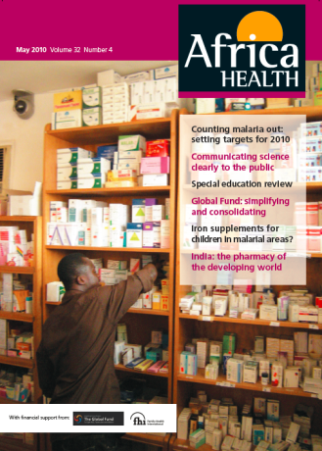 May 2010 Volume 32 Number 4
Africa
HEALTH
Counting malaria out:
setting targets for 2010
Communicating science
clearly to the public
Special education review
Global Fund: simplifying
and consolidating
Iron supplements for
children in malarial areas?
India: the pharmacy of
the developing world
With financial support from:
The Global Fund
fhi